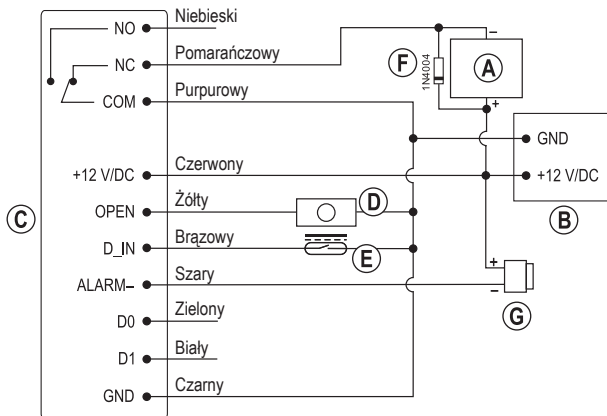 NO Niebieski
NC Pomarańczowy
COM Purpurowy
+12 V/DC Czerwony
OPEN Żółty
D_IN Brązowy
ALARM– Szary
D0 Zielony
D1 Biały
GND Czarny
C
D
E
F
1N4004
–
A
+
GND
+12 V/DC
B
+
–
G